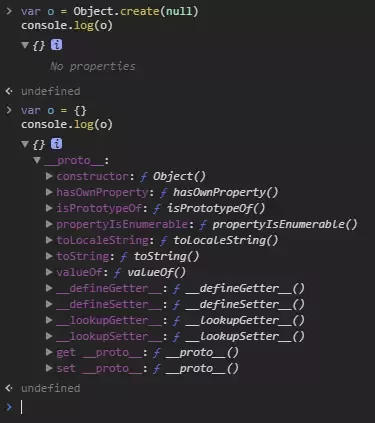 > var o = Object.create(null)
console.log(o)
▼ {} i
No properties
<· undefined
> var o = {}
console.log(o)
▼ {} i
▼ __proto__:
▶ constructor: ƒ Object()
▶ hasOwnProperty: ƒ hasOwnProperty()
▶ isPrototypeOf: ƒ isPrototypeOf()
▶ propertyIsEnumerable: ƒ propertyIsEnumerable()
▶ toLocaleString: ƒ toLocaleString()
▶ toString: ƒ toString()
▶ valueOf: ƒ valueOf()
▶ __defineGetter__: ƒ __defineGetter__()
▶ __defineSetter__: ƒ __defineSetter__()
▶ __lookupGetter__: ƒ __lookupGetter__()
▶ __lookupSetter__: ƒ __lookupSetter__()
▶ get __proto__: ƒ __proto__()
▶ set __proto__: ƒ __proto__()
<· undefined
>